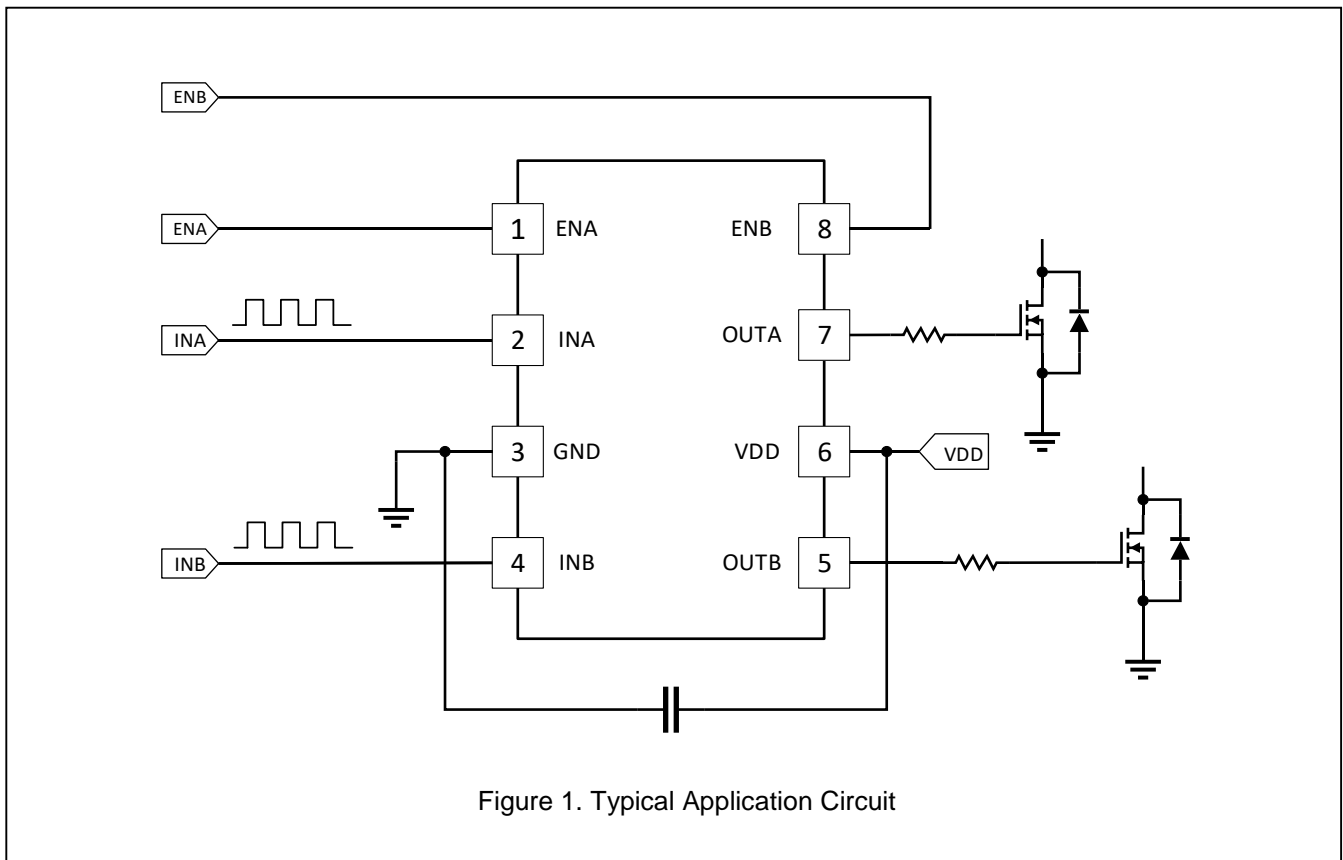 ENB
ENA
1 ENA
ENB 8
INA
2 INA
OUTA 7
3 GND
VDD 6
VDD
INB
4 INB
OUTB 5
Figure 1. Typical Application Circuit